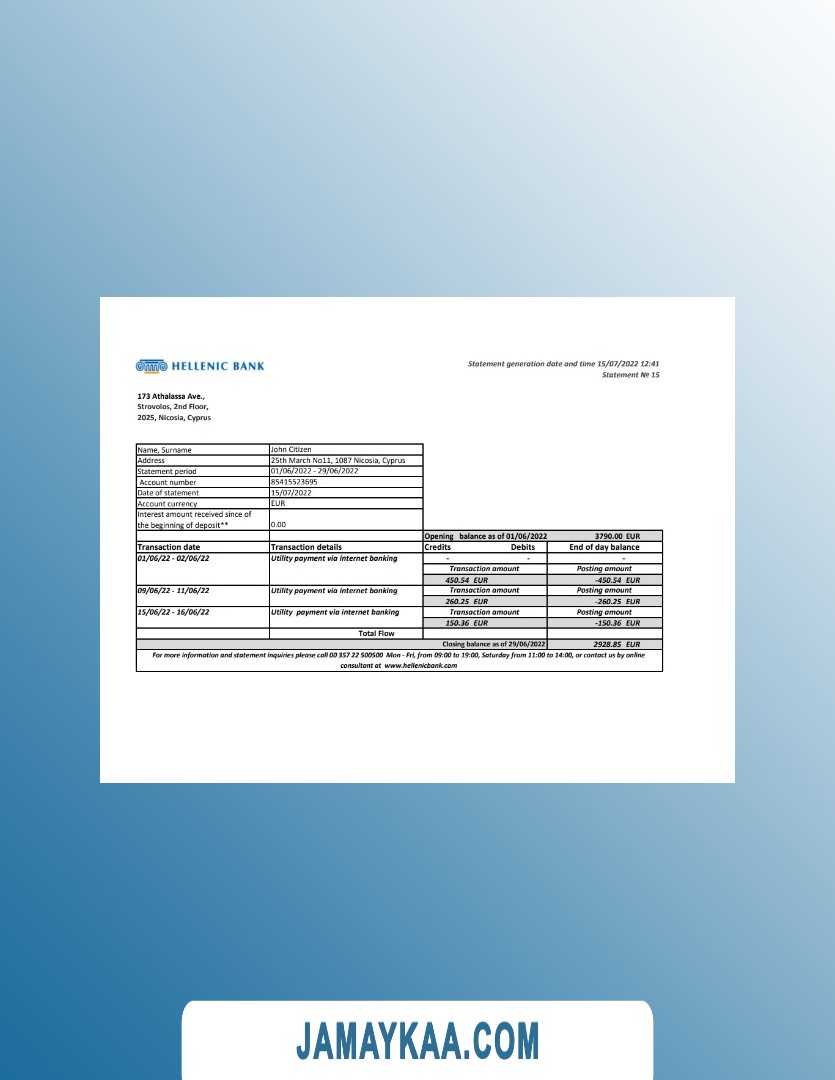 HELLENIC BANK
Statement generation date and time 15/07/2022 12:41
Statement № 15
173 Athalassa Ave.,
Strovolos, 2nd Floor,
2025, Nicosia, Cyprus
Name, Surname John Citizen
Address 25th March No11, 1087 Nicosia, Cyprus
Statement period 01/06/2022 - 29/06/2022
Account number 85415523695
Date of statement 15/07/2022
Account currency EUR
Interest amount received since of
the beginning of deposit** 0.00
Opening balance as of 01/06/2022 3790.00 EUR
Transaction date Transaction details Credits Debits End of day balance
01/06/22 - 02/06/22 Utility payment via internet banking - - -
Transaction amount Posting amount
450.54 EUR -450.54 EUR
09/06/22 - 11/06/22 Utility payment via internet banking Transaction amount Posting amount
260.25 EUR -260.25 EUR
15/06/22 - 16/06/22 Utility payment via internet banking Transaction amount Posting amount
150.36 EUR -150.36 EUR
Total Flow
Closing balance as of 29/06/2022 2928.85 EUR
For more information and statement inquiries please call 00 357 22 500500 Mon - Fri, from 09:00 to 19:00, Saturday from 11:00 to 14:00, or contact us by online
consultant at www.hellenicbank.com
JAMAYKAA.COM